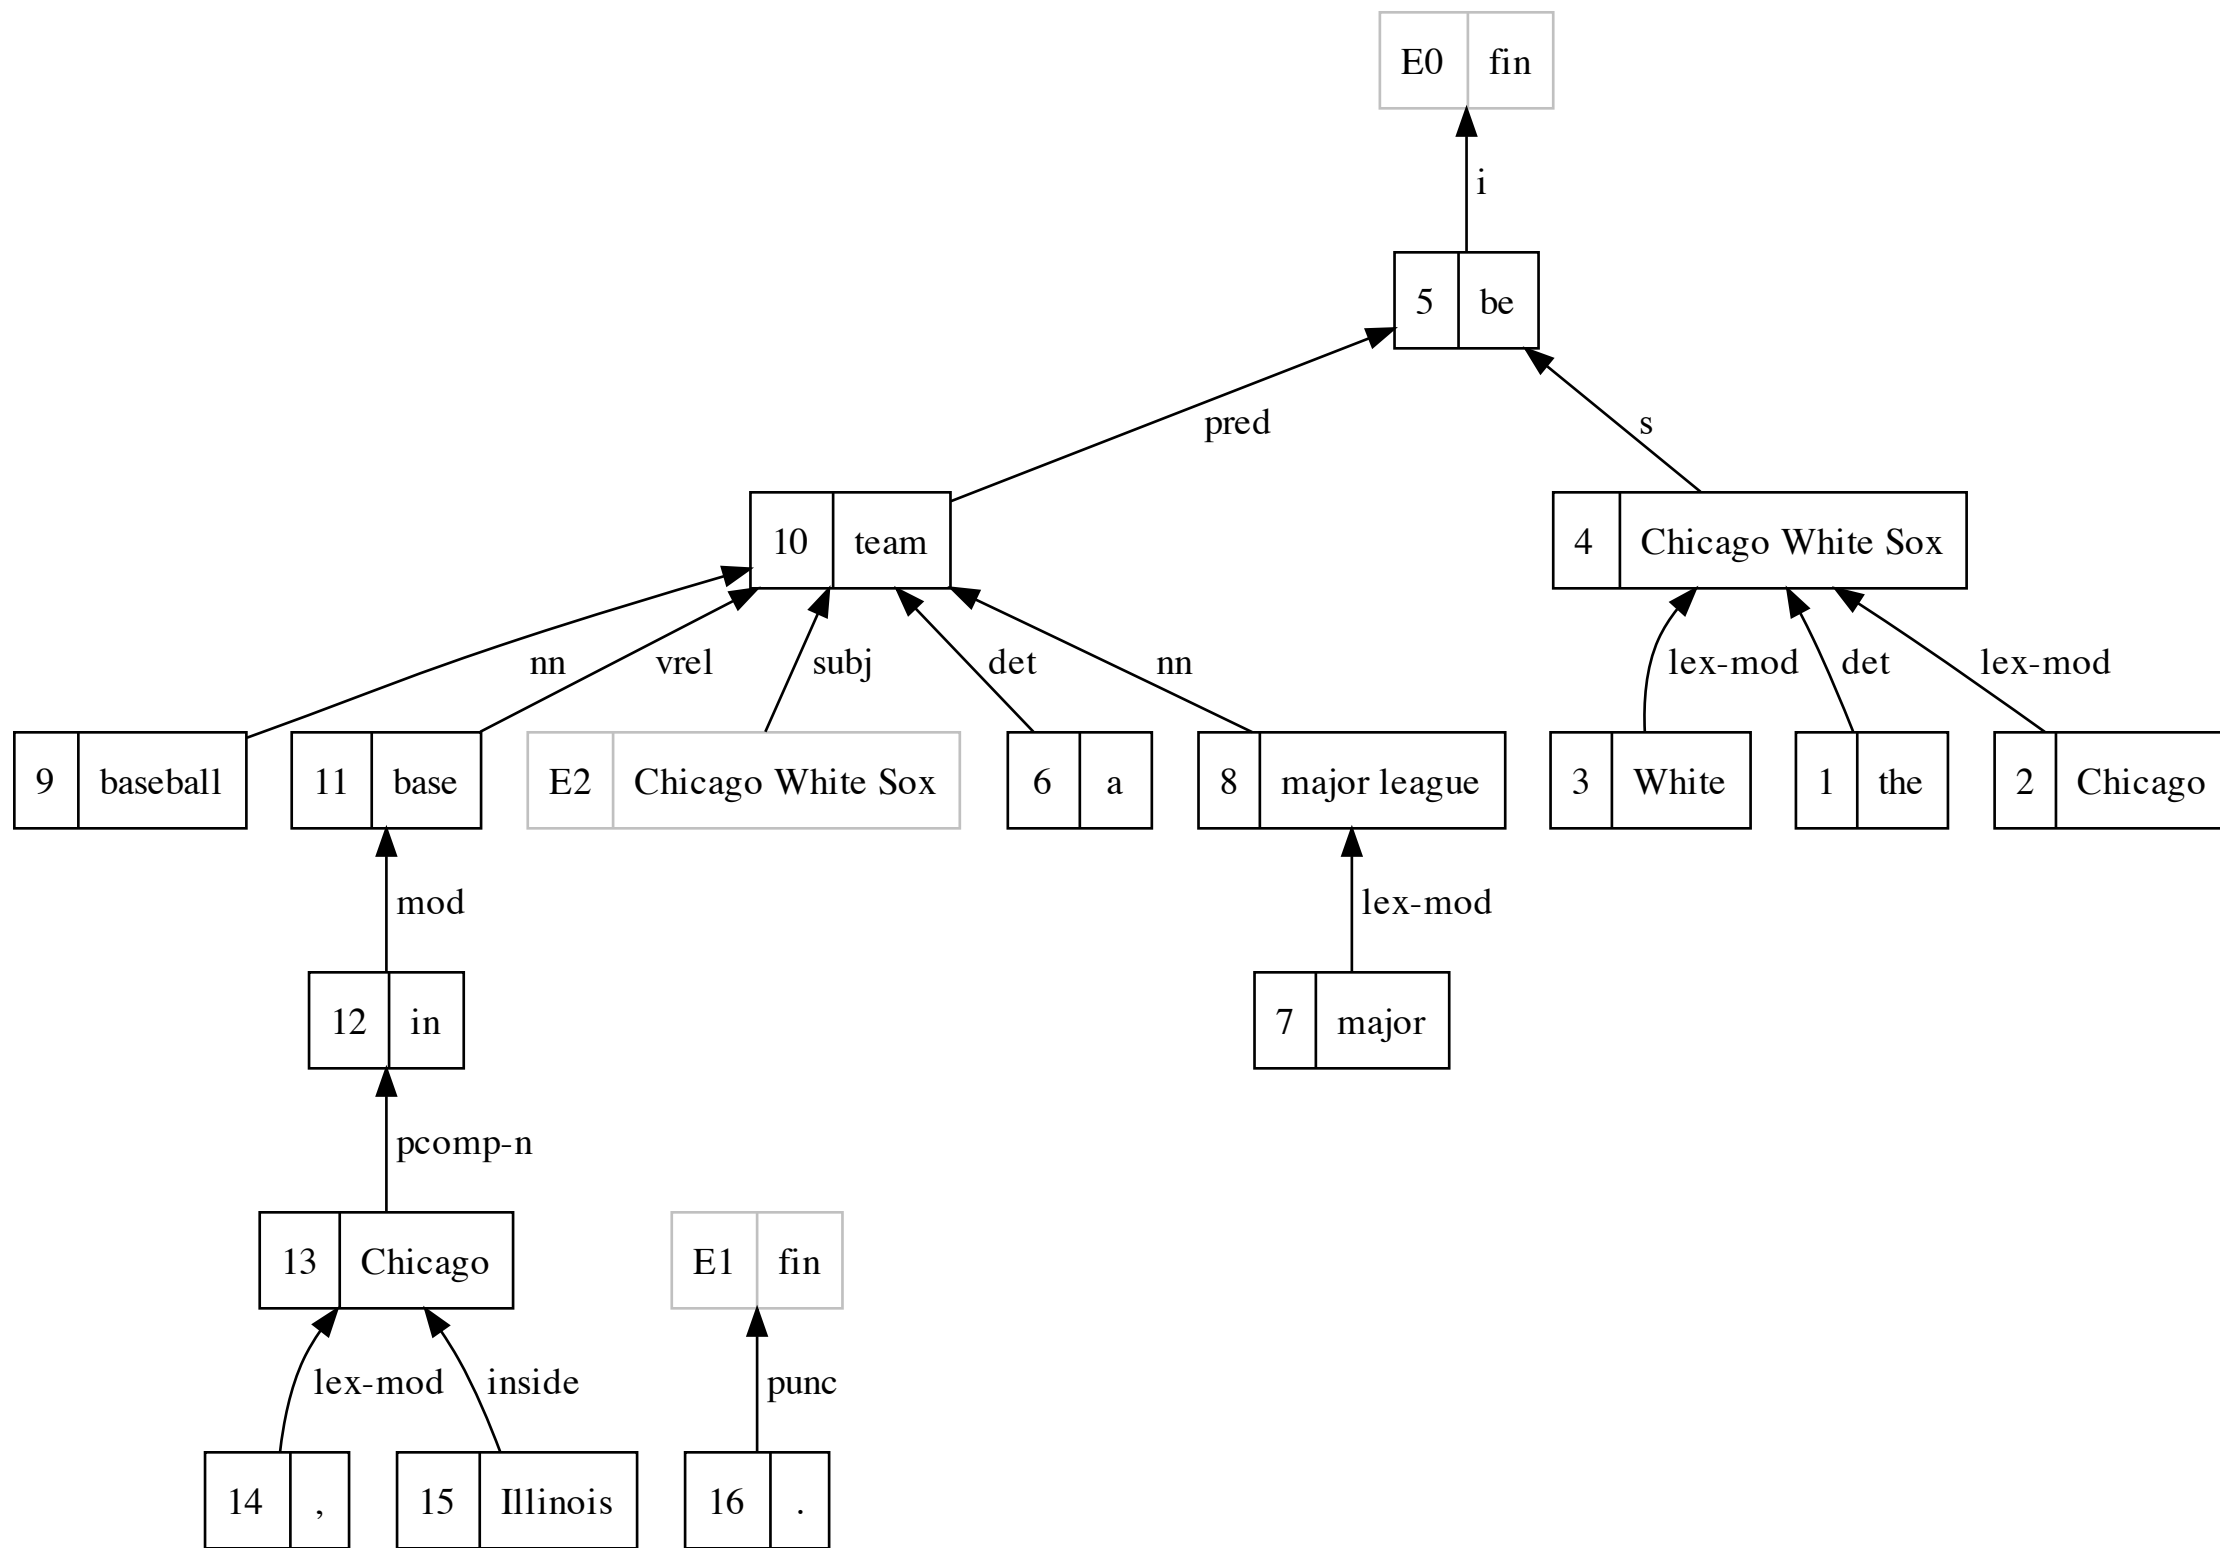 E0 fin
i
5 be
pred s
10 team 4 Chicago White Sox
nn vrel subj det nn lex-mod det lex-mod
9 baseball 11 base E2 Chicago White Sox 6 a 8 major league 3 White 1 the 2 Chicago
mod lex-mod
12 in 7 major
pcomp-n
13 Chicago E1 fin
lex-mod inside punc
14 , 15 Illinois 16 .